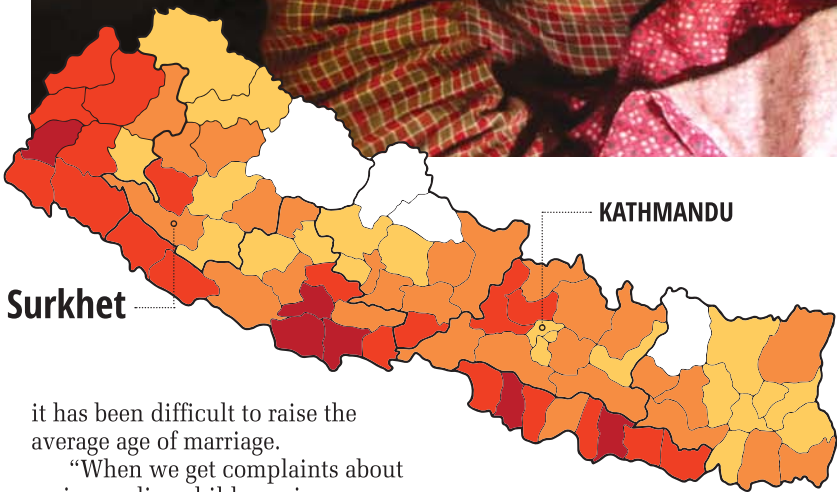 KATHMANDU
Surkhet
it has been difficult to raise the
average age of marriage.
“When we get complaints about